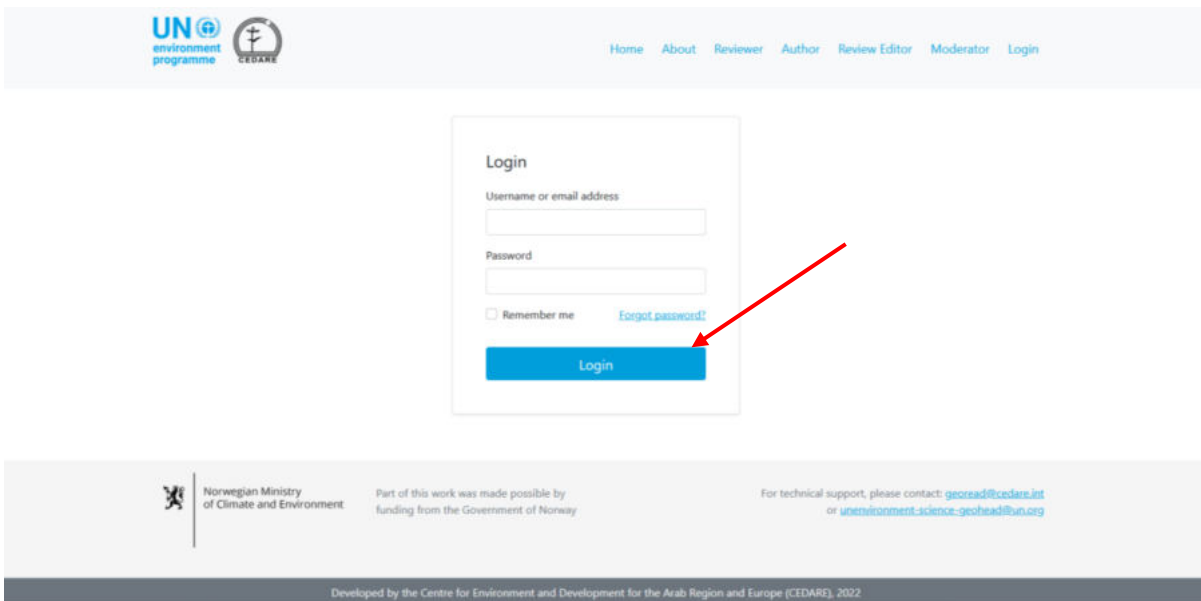 UN
environment
programme
CEDARE
Home About Reviewer Author Review Editor Moderator Login
Login
Username or email address
Password
Remember me Forgot password?
Login
Norwegian Ministry
of Climate and Environment
Part of this work was made possible by
funding from the Government of Norway
For technical support, please contact: georead@cedare.int
or unenvironment-science-geohead@un.org
Developed by the Centre for Environment and Development for the Arab Region and Europe (CEDARE), 2022